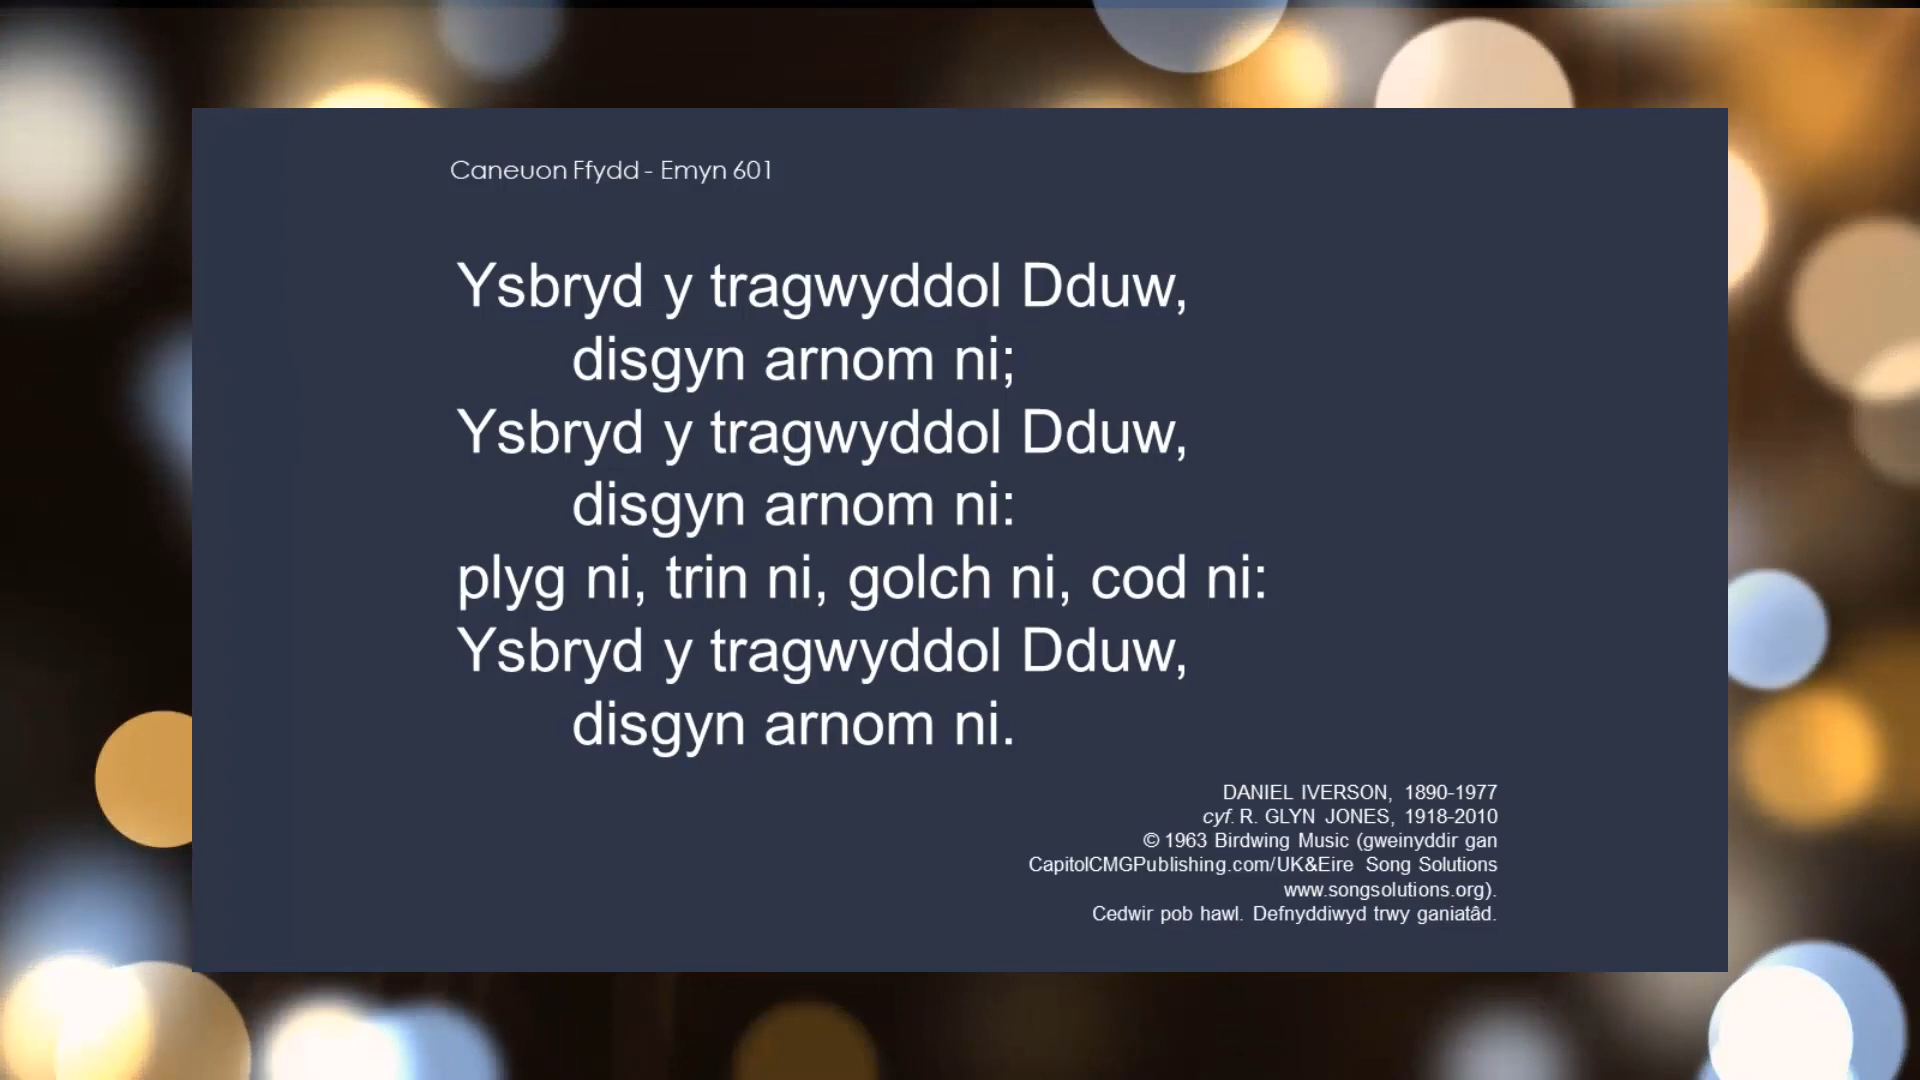 Caneuon Ffydd - Emyn 601
Ysbryd y tragwyddol Dduw,
disgyn arnom ni;
Ysbryd y tragwyddol Dduw,
disgyn arnom ni:
plyg ni, trin ni, golch ni, cod ni:
Ysbryd y tragwyddol Dduw,
disgyn arnom ni.
DANIEL IVERSON, 1890-1977
cyf. R. GLYN JONES, 1918-2010
© 1963 Birdwing Music (gweinyddir gan
CapitolCMGPublishing.com/UK&Eire Song Solutions
www.songsolutions.org).
Cedwir pob hawl. Defnyddiwyd trwy ganiatâd.